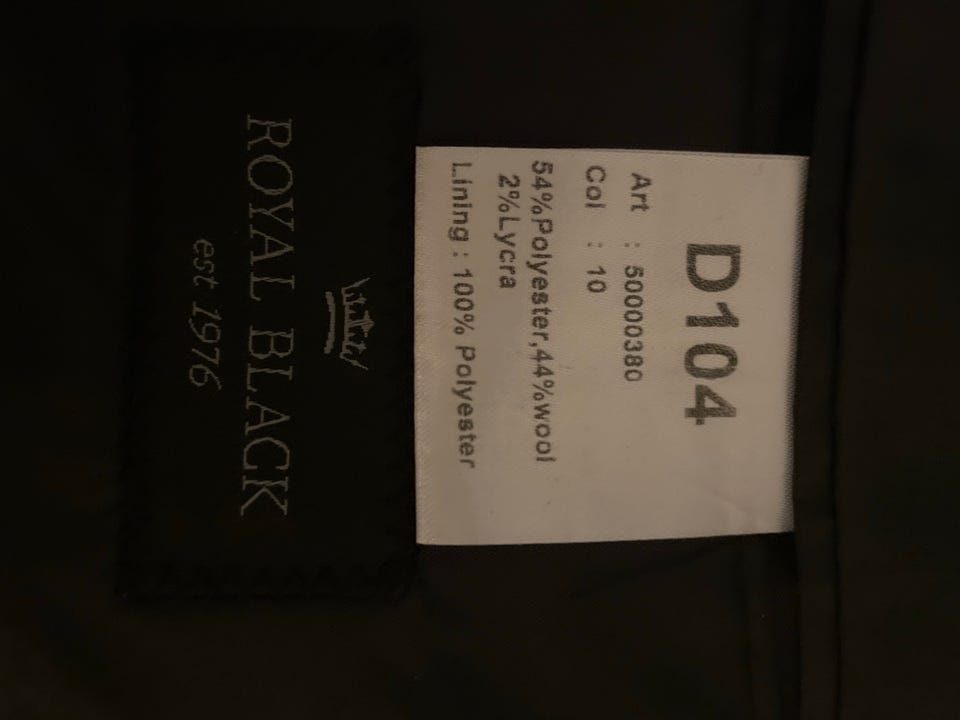 D104
Art : 50000380
Col : 10
54%Polyester,44%wool
2%Lycra
Lining : 100% Polyester
ROYAL BLACK
est 1976